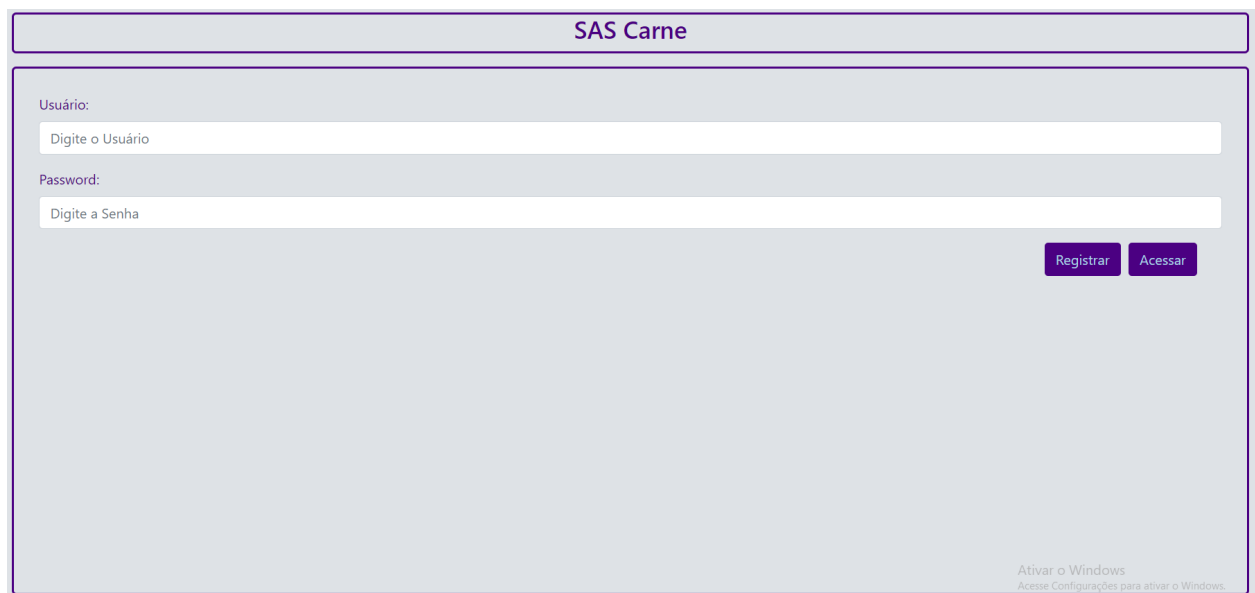 SAS Carne
Usuário:
Digite o Usuário
Password:
Digite a Senha
Registrar Acessar
Ativar o Windows
Acesse Configurações para ativar o Windows.